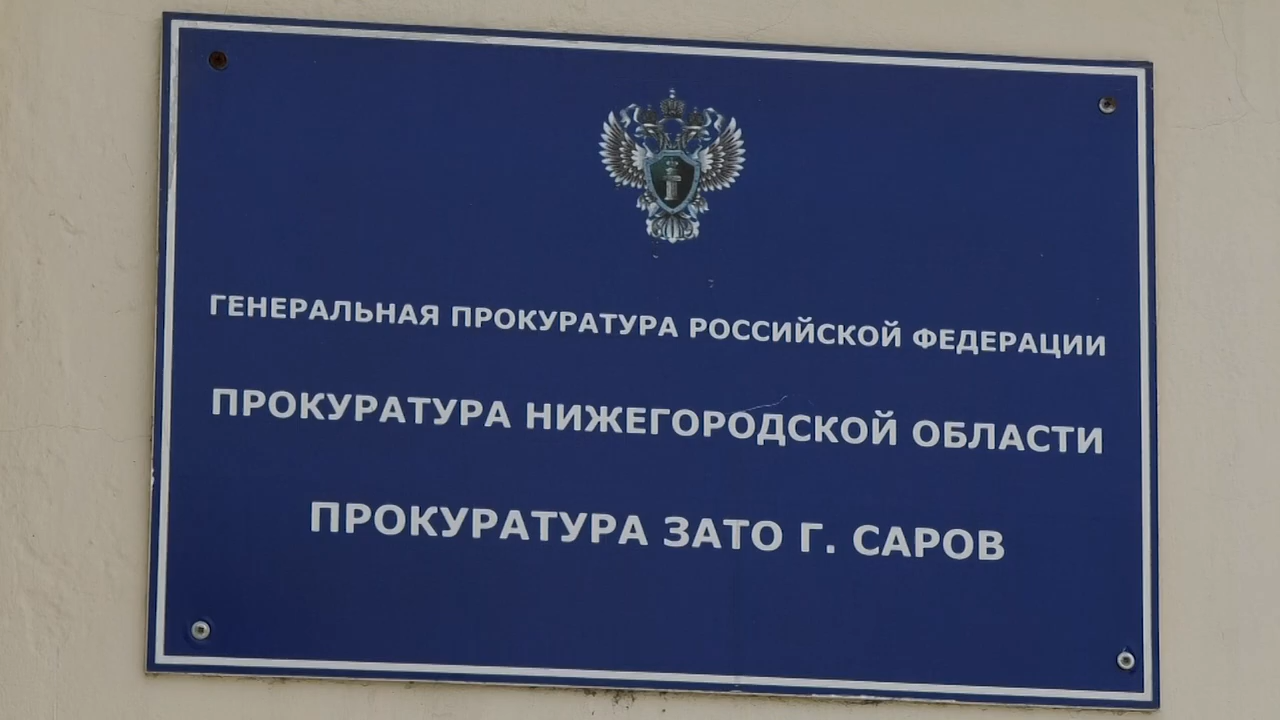 ГЕНЕРАЛЬНАЯ ПРОКУРАТУРА РОССИЙСКОЙ ФЕДЕРАЦИИ
ПРОКУРАТУРА НИЖЕГОРОДСКОЙ ОБЛАСТИ
ПРОКУРАТУРА ЗАТО Г. САРОВ